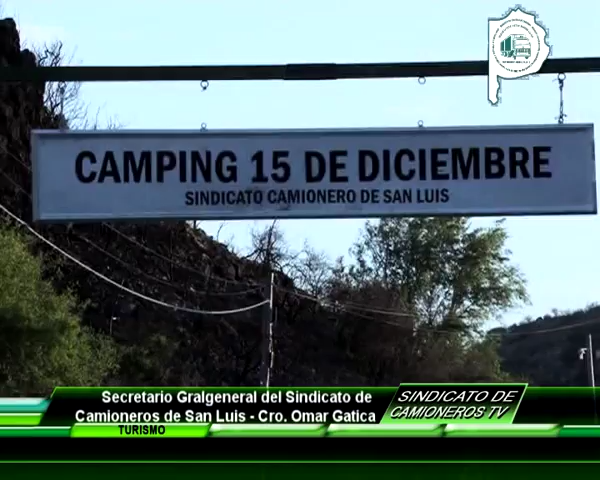 CAMPING 15 DE DICIEMBRE
SINDICATO CAMIONERO DE SAN LUIS
Secretario Gralgeneral del Sindicato de
Camioneros de San Luis - Cro. Omar Gatica
SINDICATO DE
CAMIONEROS TV
TURISMO